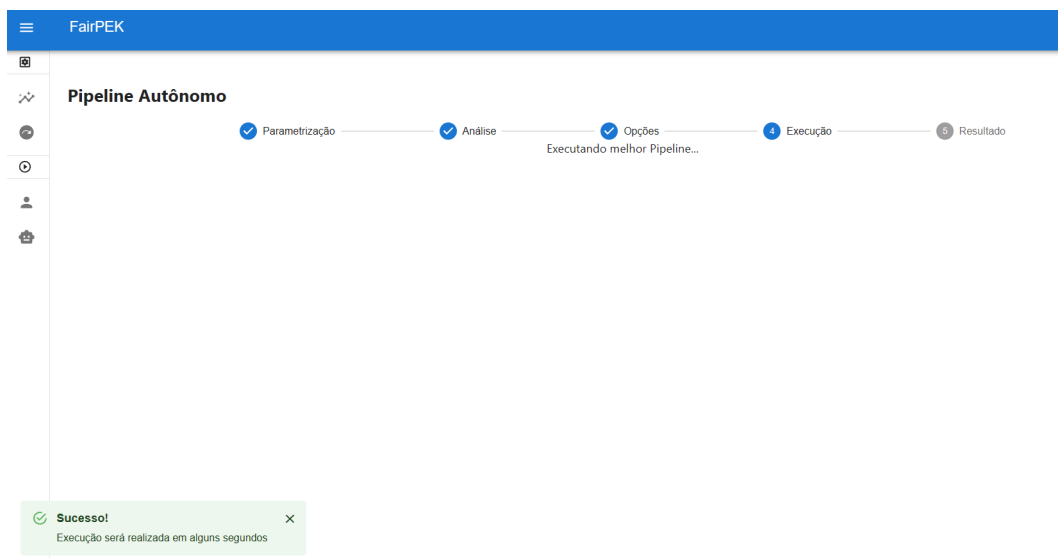 FairPEK
Pipeline Autônomo
Parametrização
Análise
Opções
4 Execução
5 Resultado
Executando melhor Pipeline...
Sucesso!
Execução será realizada em alguns segundos